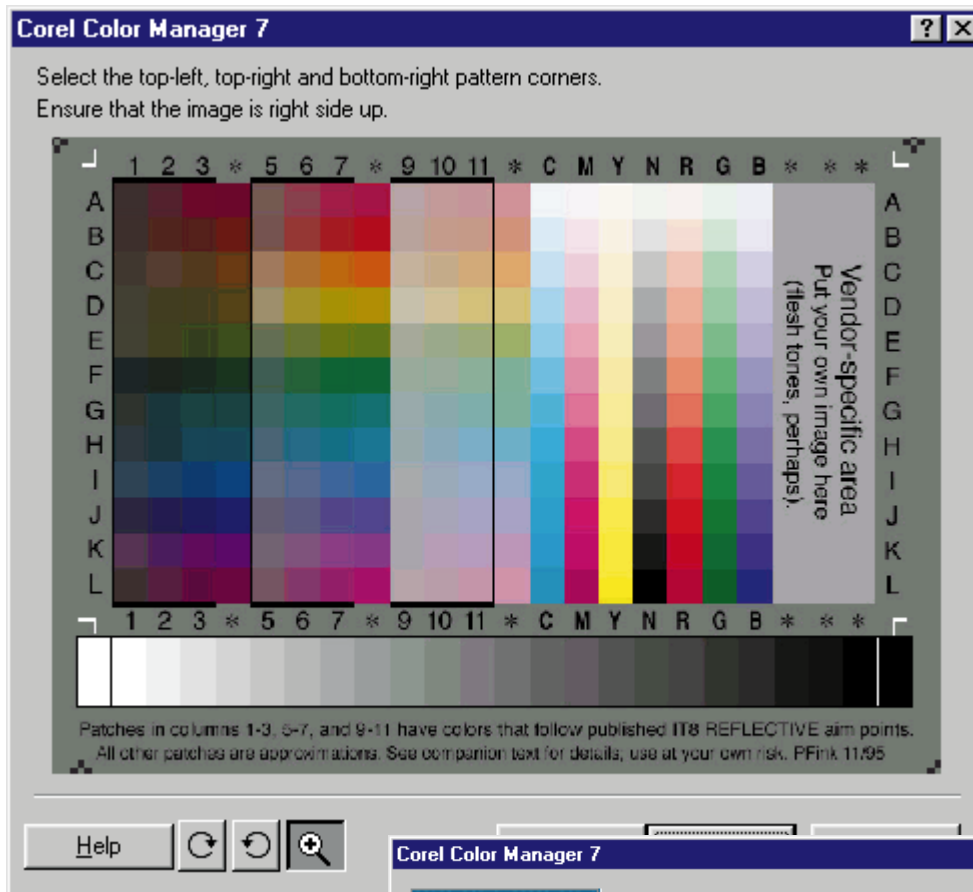 Corel Color Manager 7
Select the top-left, top-right and bottom-right pattern corners.
Ensure that the image is right side up.
1 2 3 * 5 6 7 * 9 10 11 * C M Y N R G B * * *
A A
B B
C C
D D
E E
F F
G G
H H
I I
J J
K K
L L
Vendor-specific area
Put your own image here
(flesh tones, perhaps).
1 2 3 * 5 6 7 * 9 10 11 * C M Y N R G B * * *
Patches in columns 1-3, 5-7, and 9-11 have colors that follow published IT8 REFLECTIVE aim points.
All other patches are approximations. See companion text for details; use at your own risk. PFink 11/95
Help
Corel Color Manager 7